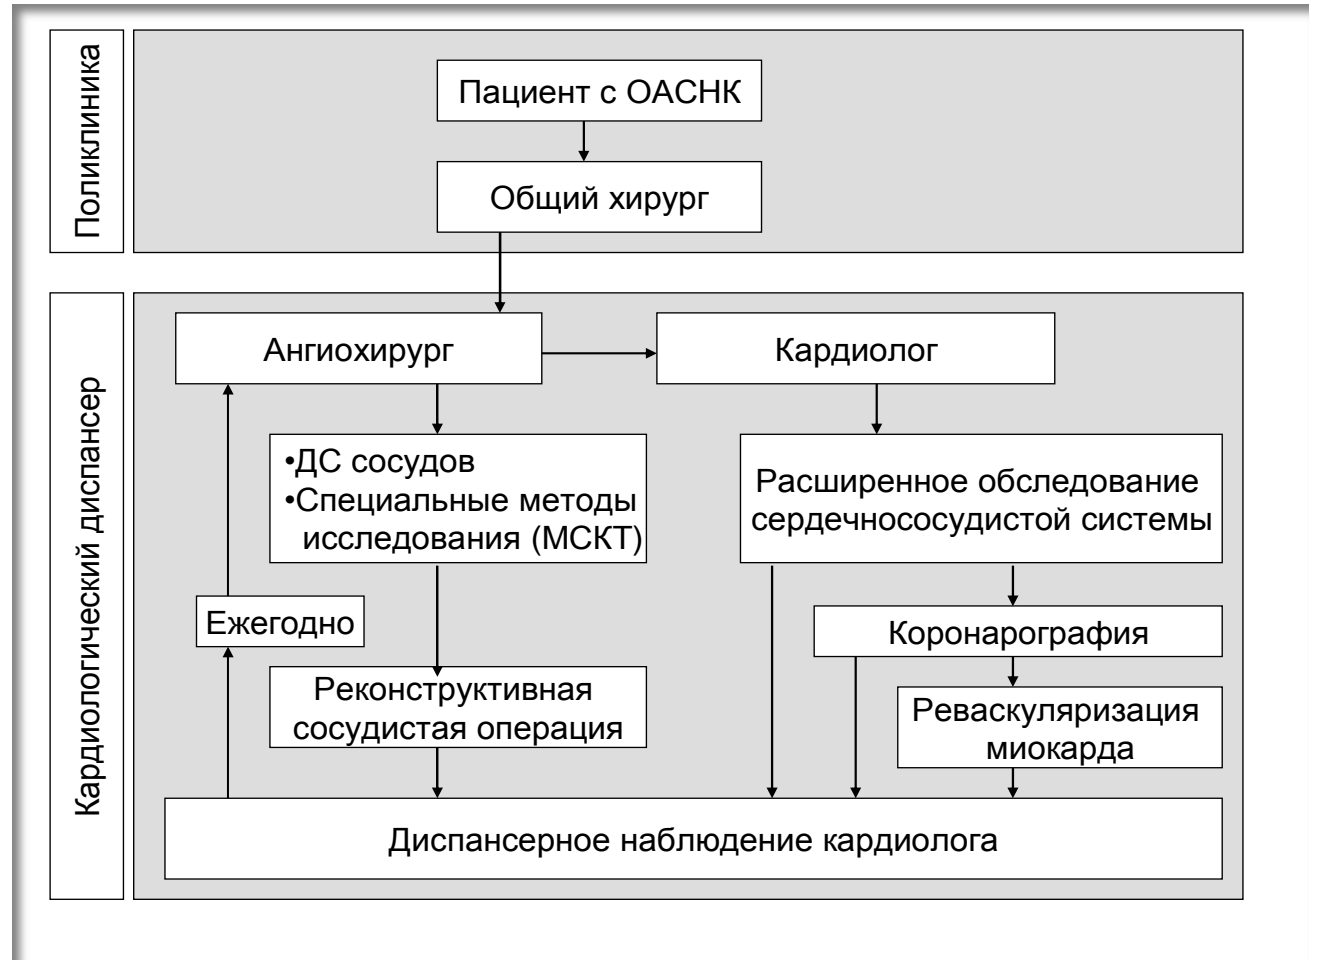 Поликлиника
Пациент с ОАСНК
Общий хирург
Кардиологический диспансер
Ангиохирург
Кардиолог
•ДС сосудов
•Специальные методы
исследования (МСКТ)
Расширенное обследование
сердечнососудистой системы
Ежегодно
Коронарография
Реконструктивная
сосудистая операция
Реваскуляризация
миокарда
Диспансерное наблюдение кардиолога